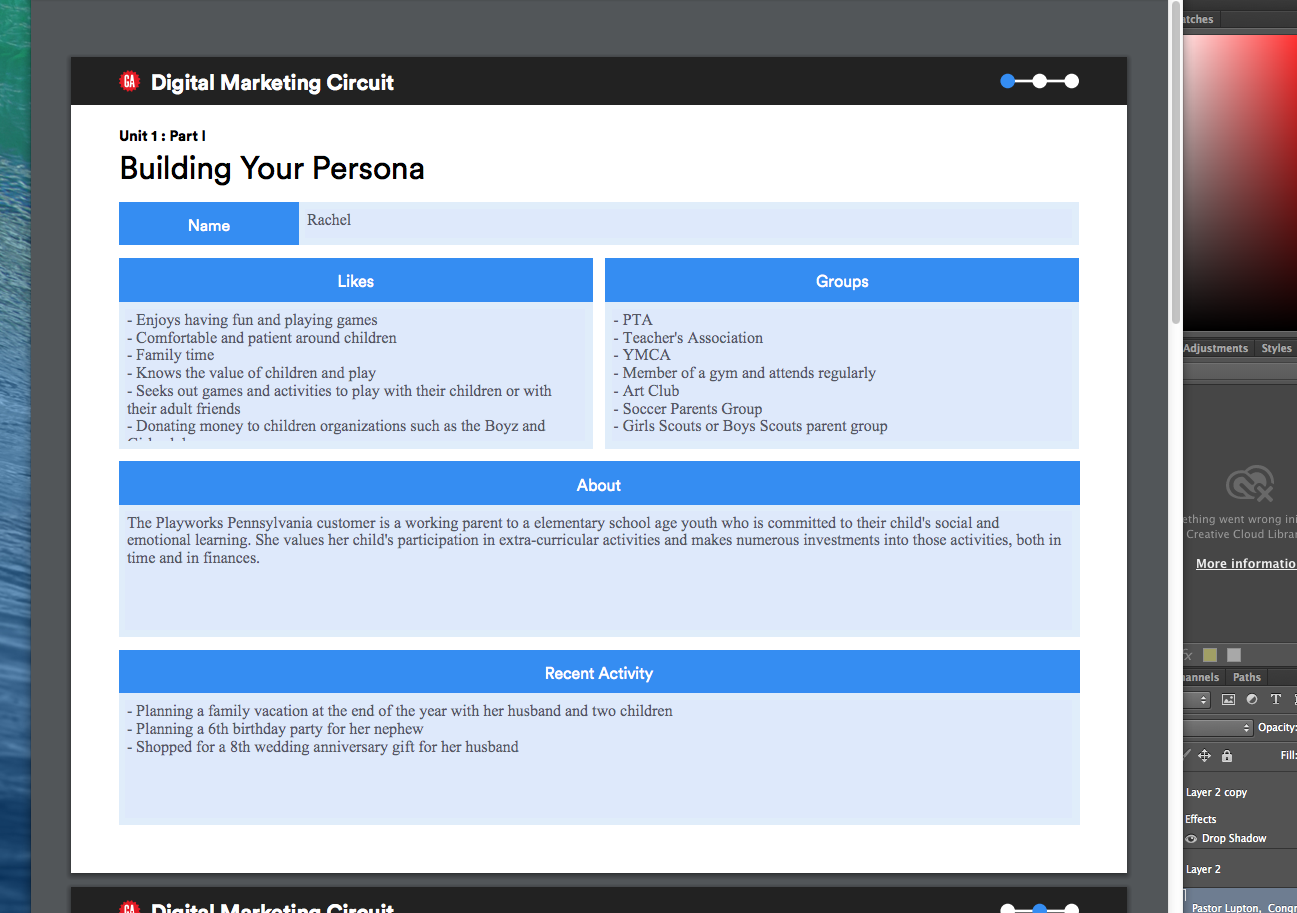 GA Digital Marketing Circuit
Unit 1 : Part I
Building Your Persona
Name
Rachel
Likes
- Enjoys having fun and playing games
- Comfortable and patient around children
- Family time
- Knows the value of children and play
- Seeks out games and activities to play with their children or with
their adult friends
- Donating money to children organizations such as the Boyz and
Groups
- PTA
- Teacher's Association
- YMCA
- Member of a gym and attends regularly
- Art Club
- Soccer Parents Group
- Girls Scouts or Boys Scouts parent group
About
The Playworks Pennsylvania customer is a working parent to a elementary school age youth who is committed to their child's social and
emotional learning. She values her child's participation in extra-curricular activities and makes numerous investments into those activities, both in
time and in finances.
Recent Activity
- Planning a family vacation at the end of the year with her husband and two children
- Planning a 6th birthday party for her nephew
- Shopped for a 8th wedding anniversary gift for her husband
GA Digital Marketing Circuit
Adjustments Styles
went wrong
Creative Cloud
More
Paths
Opacity:
Fill:
Layer 2 copy
Effects
Drop Shadow
Layer 2
Pastor Lupton,